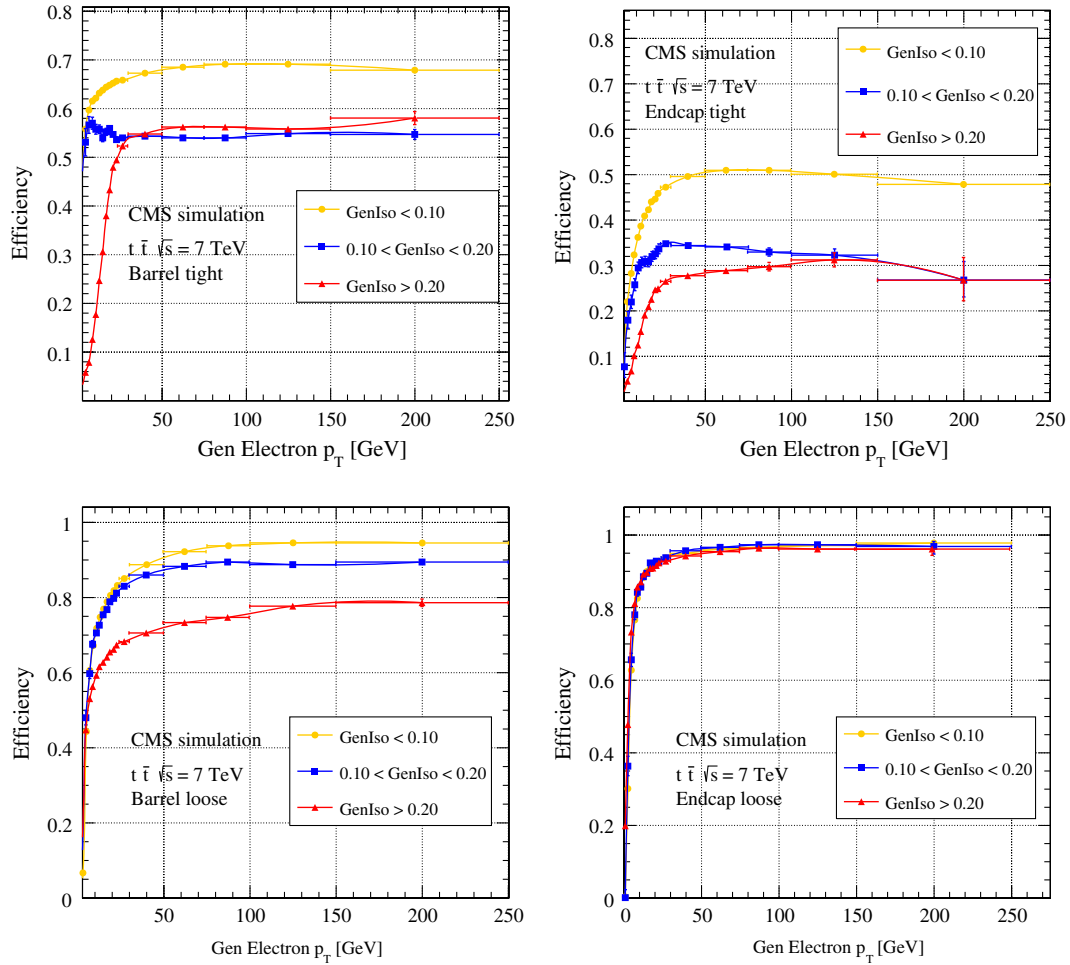 0.8
0.7
0.6
0.5
0.4
0.3
0.2
0.1
Efficiency
CMS simulation
t t̄ √s = 7 TeV
Barrel tight
GenIso < 0.10
0.10 < GenIso < 0.20
GenIso > 0.20
50 100 150 200 250
Gen Electron p_T [GeV]
0.8
0.7
0.6
0.5
0.4
0.3
0.2
0.1
Efficiency
CMS simulation
t t̄ √s = 7 TeV
Endcap tight
GenIso < 0.10
0.10 < GenIso < 0.20
GenIso > 0.20
50 100 150 200 250
Gen Electron p_T [GeV]
1
0.8
0.6
0.4
0.2
0
Efficiency
CMS simulation
t t̄ √s = 7 TeV
Barrel loose
GenIso < 0.10
0.10 < GenIso < 0.20
GenIso > 0.20
50 100 150 200 250
Gen Electron p_T [GeV]
1
0.8
0.6
0.4
0.2
0
Efficiency
CMS simulation
t t̄ √s = 7 TeV
Endcap loose
GenIso < 0.10
0.10 < GenIso < 0.20
GenIso > 0.20
0 50 100 150 200 250
Gen Electron p_T [GeV]